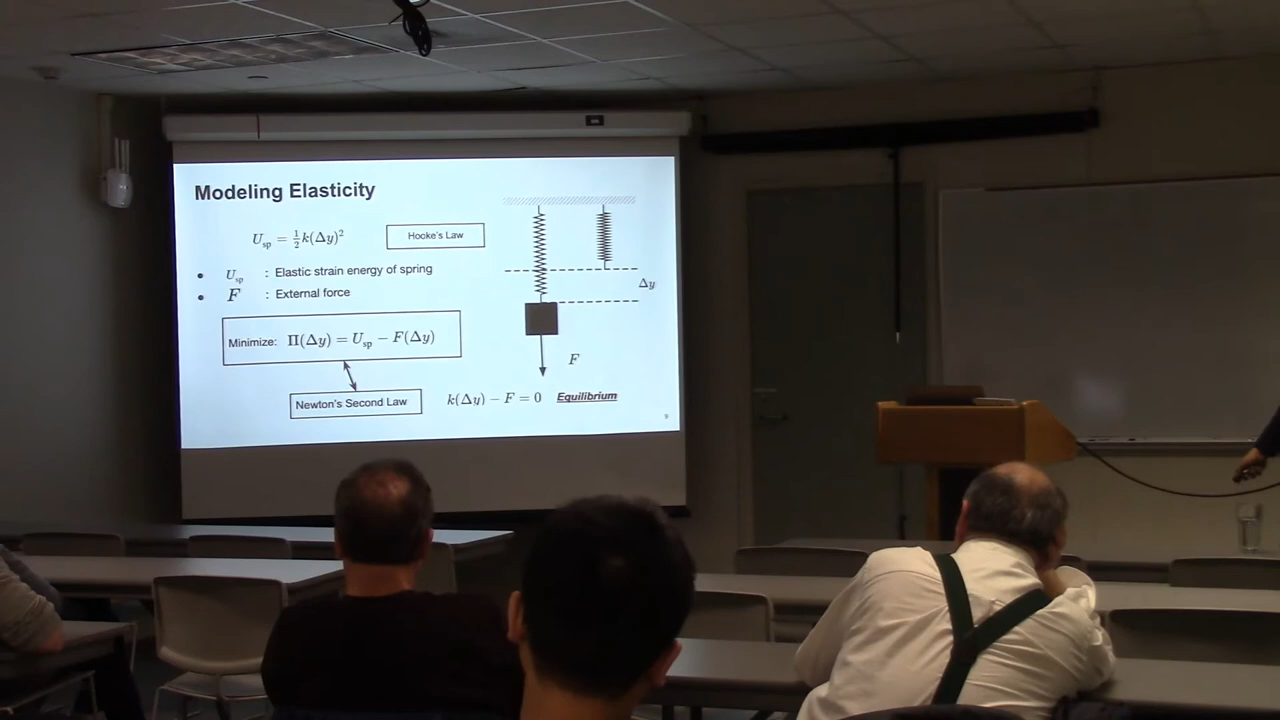 Modeling Elasticity
U_sp = ½k(Δy)²
Hooke's Law
• U_sp : Elastic strain energy of spring
• F : External force
Δy
Minimize: Π(Δy) = U_sp − F(Δy)
F
Newton's Second Law
k(Δy) − F = 0 Equilibrium
9